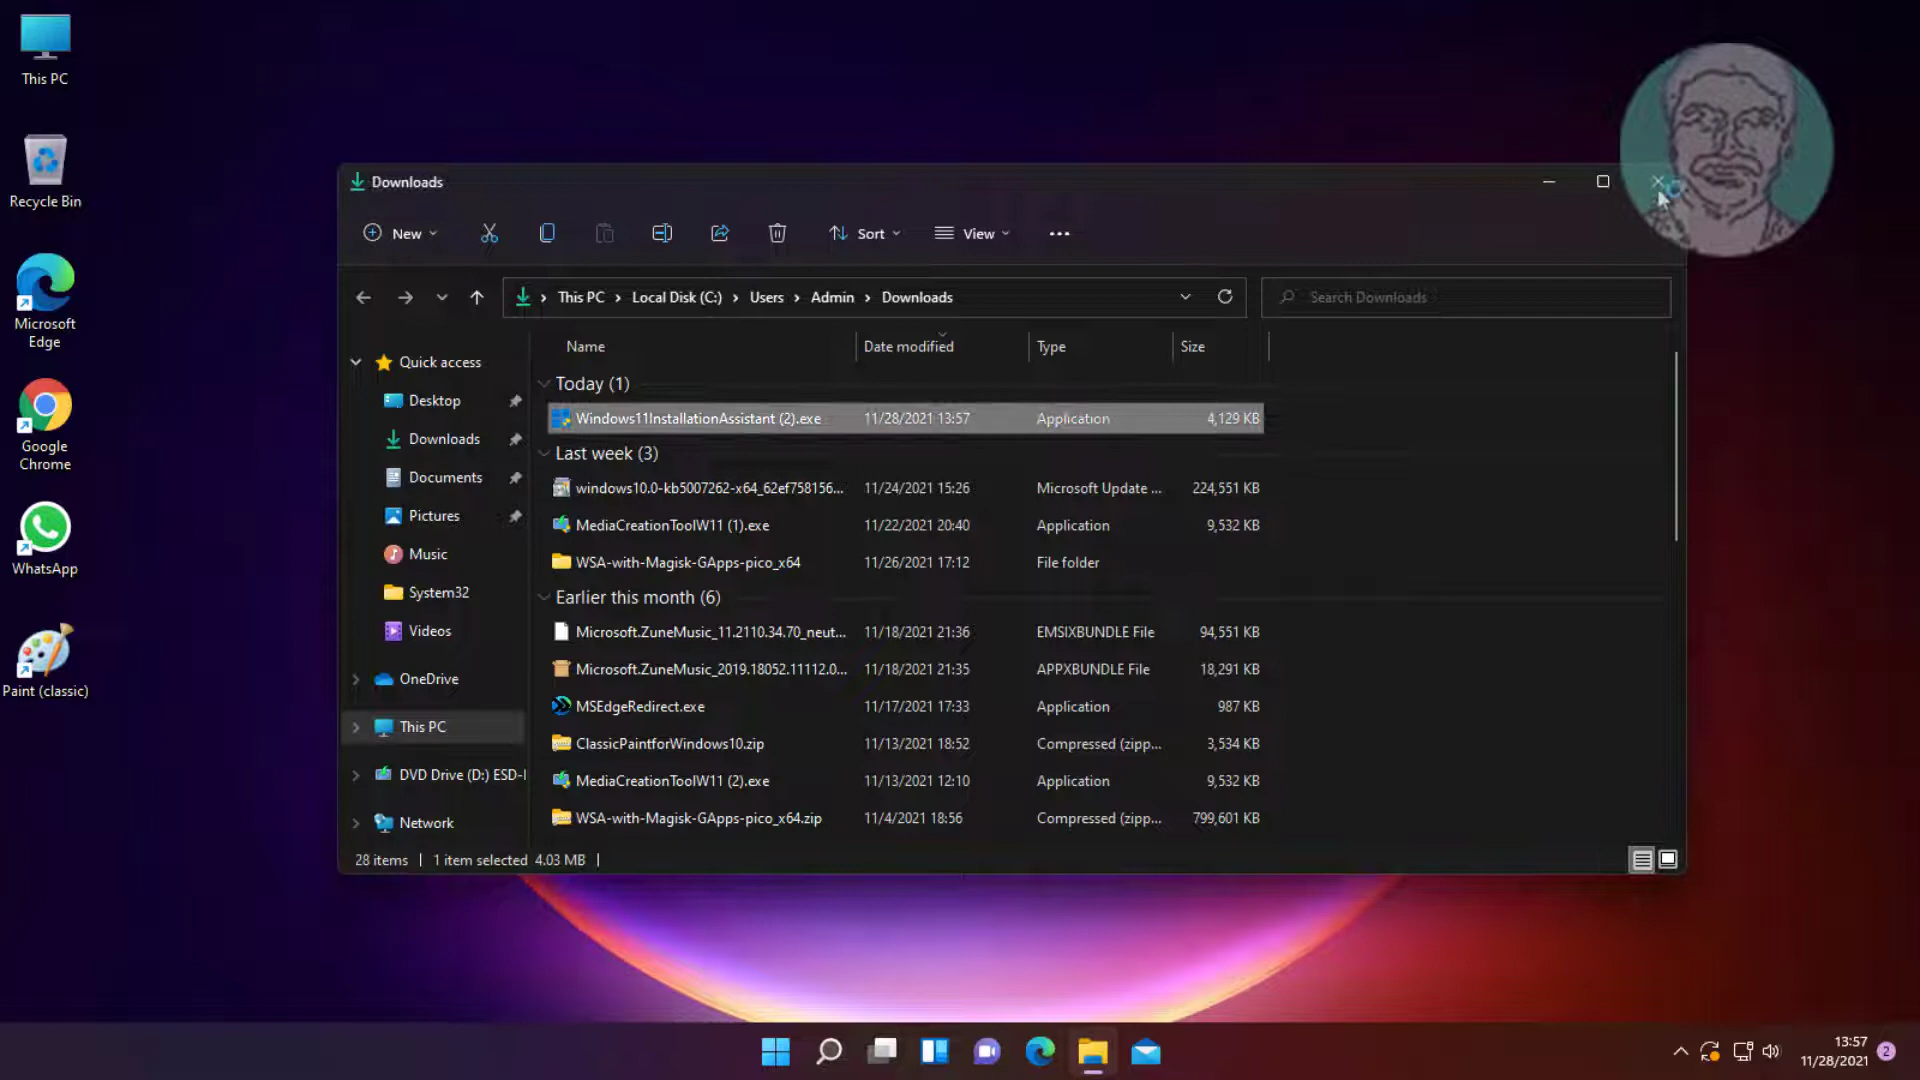 This PC
Recycle Bin
Microsoft
Edge
Google
Chrome
WhatsApp
Paint (classic)
Downloads
New
Sort
View
This PC
Local Disk (C:)
Users
Admin
Downloads
Search Downloads
Name
Date modified
Type
Size
Quick access
Desktop
Downloads
Documents
Pictures
Music
System32
Videos
OneDrive
This PC
DVD Drive (D:) ESD-I
Network
Today (1)
Windows11InstallationAssistant (2).exe 11/28/2021 13:57 Application 4,129 KB
Last week (3)
windows10.0-kb5007262-x64_62ef758156... 11/24/2021 15:26 Microsoft Update ... 224,551 KB
MediaCreationToolW11 (1).exe 11/22/2021 20:40 Application 9,532 KB
WSA-with-Magisk-GApps-pico_x64 11/26/2021 17:12 File folder
Earlier this month (6)
Microsoft.ZuneMusic_11.2110.34.70_neut... 11/18/2021 21:36 EMSIXBUNDLE File 94,551 KB
Microsoft.ZuneMusic_2019.18052.11112.0... 11/18/2021 21:35 APPXBUNDLE File 18,291 KB
MSEdgeRedirect.exe 11/17/2021 17:33 Application 987 KB
ClassicPaintforWindows10.zip 11/13/2021 18:52 Compressed (zipp... 3,534 KB
MediaCreationToolW11 (2).exe 11/13/2021 12:10 Application 9,532 KB
WSA-with-Magisk-GApps-pico_x64.zip 11/4/2021 18:56 Compressed (zipp... 799,601 KB
28 items | 1 item selected 4.03 MB |
13:57
11/28/2021
2